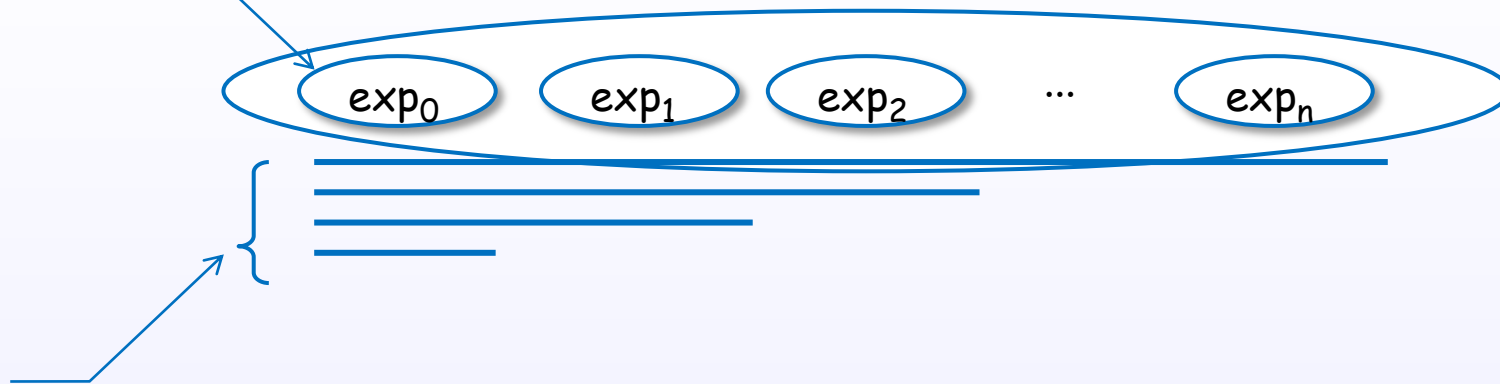 exp₀ exp₁ exp₂ ... expₙ